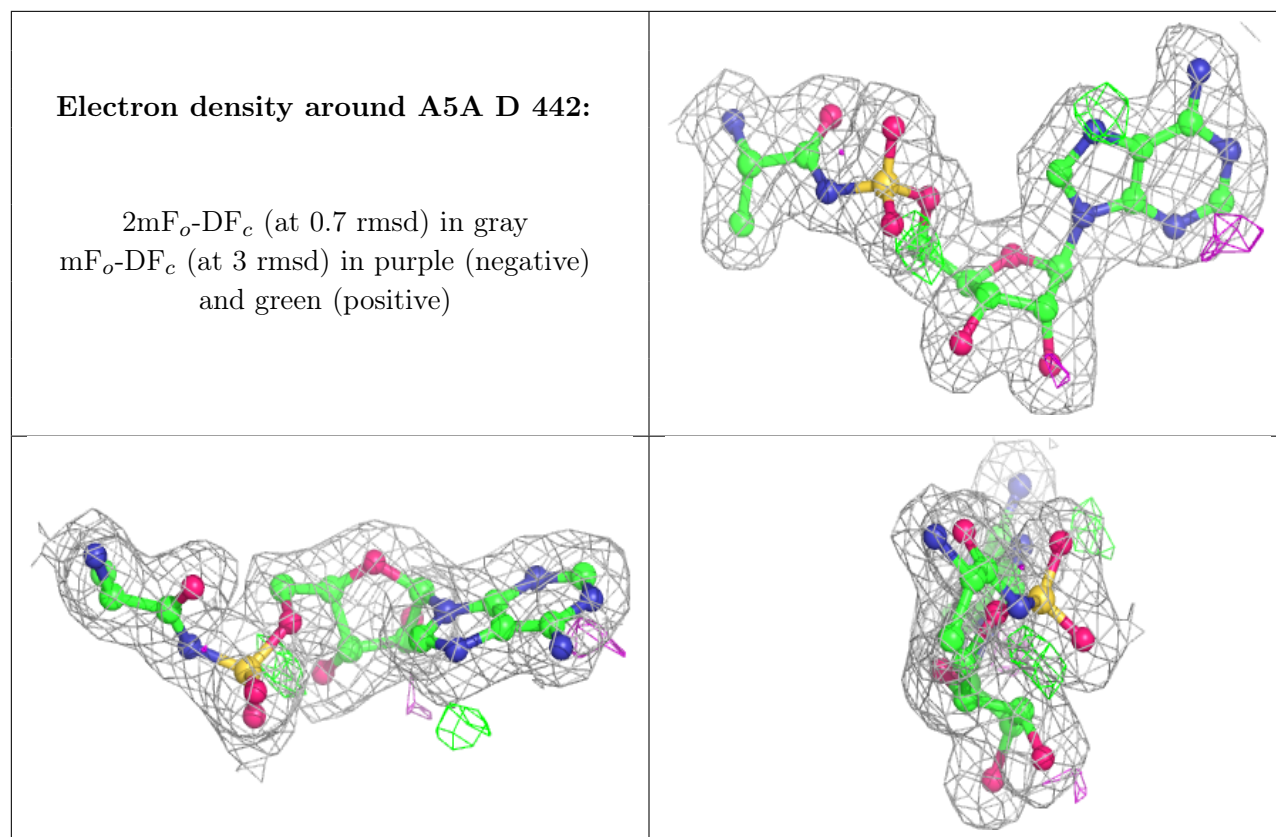 Electron density around A5A D 442:
2mFo-DFc (at 0.7 rmsd) in gray
mFo-DFc (at 3 rmsd) in purple (negative)
and green (positive)